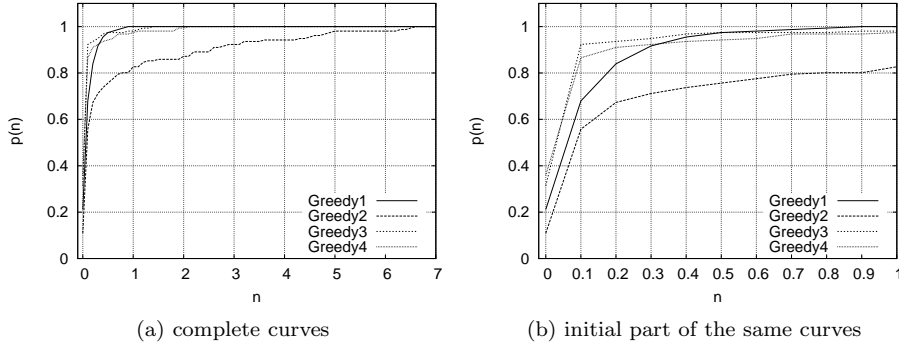 1
0.8
0.6
0.4
0.2
0
p(n)
0 1 2 3 4 5 6 7
n
Greedy1
Greedy2
Greedy3
Greedy4
(a) complete curves
1
0.8
0.6
0.4
0.2
0
p(n)
0 0.1 0.2 0.3 0.4 0.5 0.6 0.7 0.8 0.9 1
n
Greedy1
Greedy2
Greedy3
Greedy4
(b) initial part of the same curves